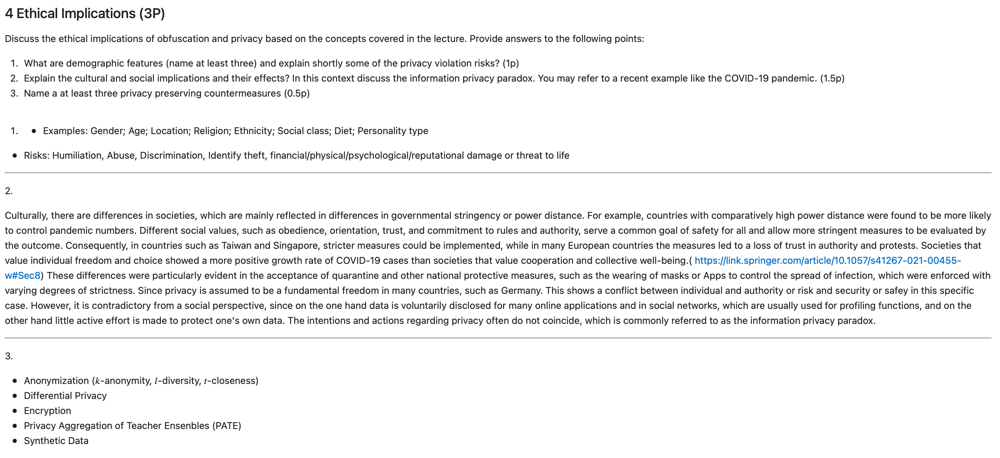 4 Ethical Implications (3P)
Discuss the ethical implications of obfuscation and privacy based on the concepts covered in the lecture. Provide answers to the following points:
1. What are demographic features (name at least three) and explain shortly some of the privacy violation risks? (1p)
2. Explain the cultural and social implications and their effects? In this context discuss the information privacy paradox. You may refer to a recent example like the COVID-19 pandemic. (1.5p)
3. Name a at least three privacy preserving countermeasures (0.5p)
1. • Examples: Gender; Age; Location; Religion; Ethnicity; Social class; Diet; Personality type
• Risks: Humiliation, Abuse, Discrimination, Identify theft, financial/physical/psychological/reputational damage or threat to life
2.
Culturally, there are differences in societies, which are mainly reflected in differences in governmental stringency or power distance. For example, countries with comparatively high power distance were found to be more likely
to control pandemic numbers. Different social values, such as obedience, orientation, trust, and commitment to rules and authority, serve a common goal of safety for all and allow more stringent measures to be evaluated by
the outcome. Consequently, in countries such as Taiwan and Singapore, stricter measures could be implemented, while in many European countries the measures led to a loss of trust in authority and protests. Societies that
value individual freedom and choice showed a more positive growth rate of COVID-19 cases than societies that value cooperation and collective well-being.( https://link.springer.com/article/10.1057/s41267-021-00455-
w#Sec8) These differences were particularly evident in the acceptance of quarantine and other national protective measures, such as the wearing of masks or Apps to control the spread of infection, which were enforced with
varying degrees of strictness. Since privacy is assumed to be a fundamental freedom in many countries, such as Germany. This shows a conflict between individual and authority or risk and security or safey in this specific
case. However, it is contradictory from a social perspective, since on the one hand data is voluntarily disclosed for many online applications and in social networks, which are usually used for profiling functions, and on the
other hand little active effort is made to protect one's own data. The intentions and actions regarding privacy often do not coincide, which is commonly referred to as the information privacy paradox.
3.
• Anonymization (k-anonymity, l-diversity, t-closeness)
• Differential Privacy
• Encryption
• Privacy Aggregation of Teacher Ensenbles (PATE)
• Synthetic Data